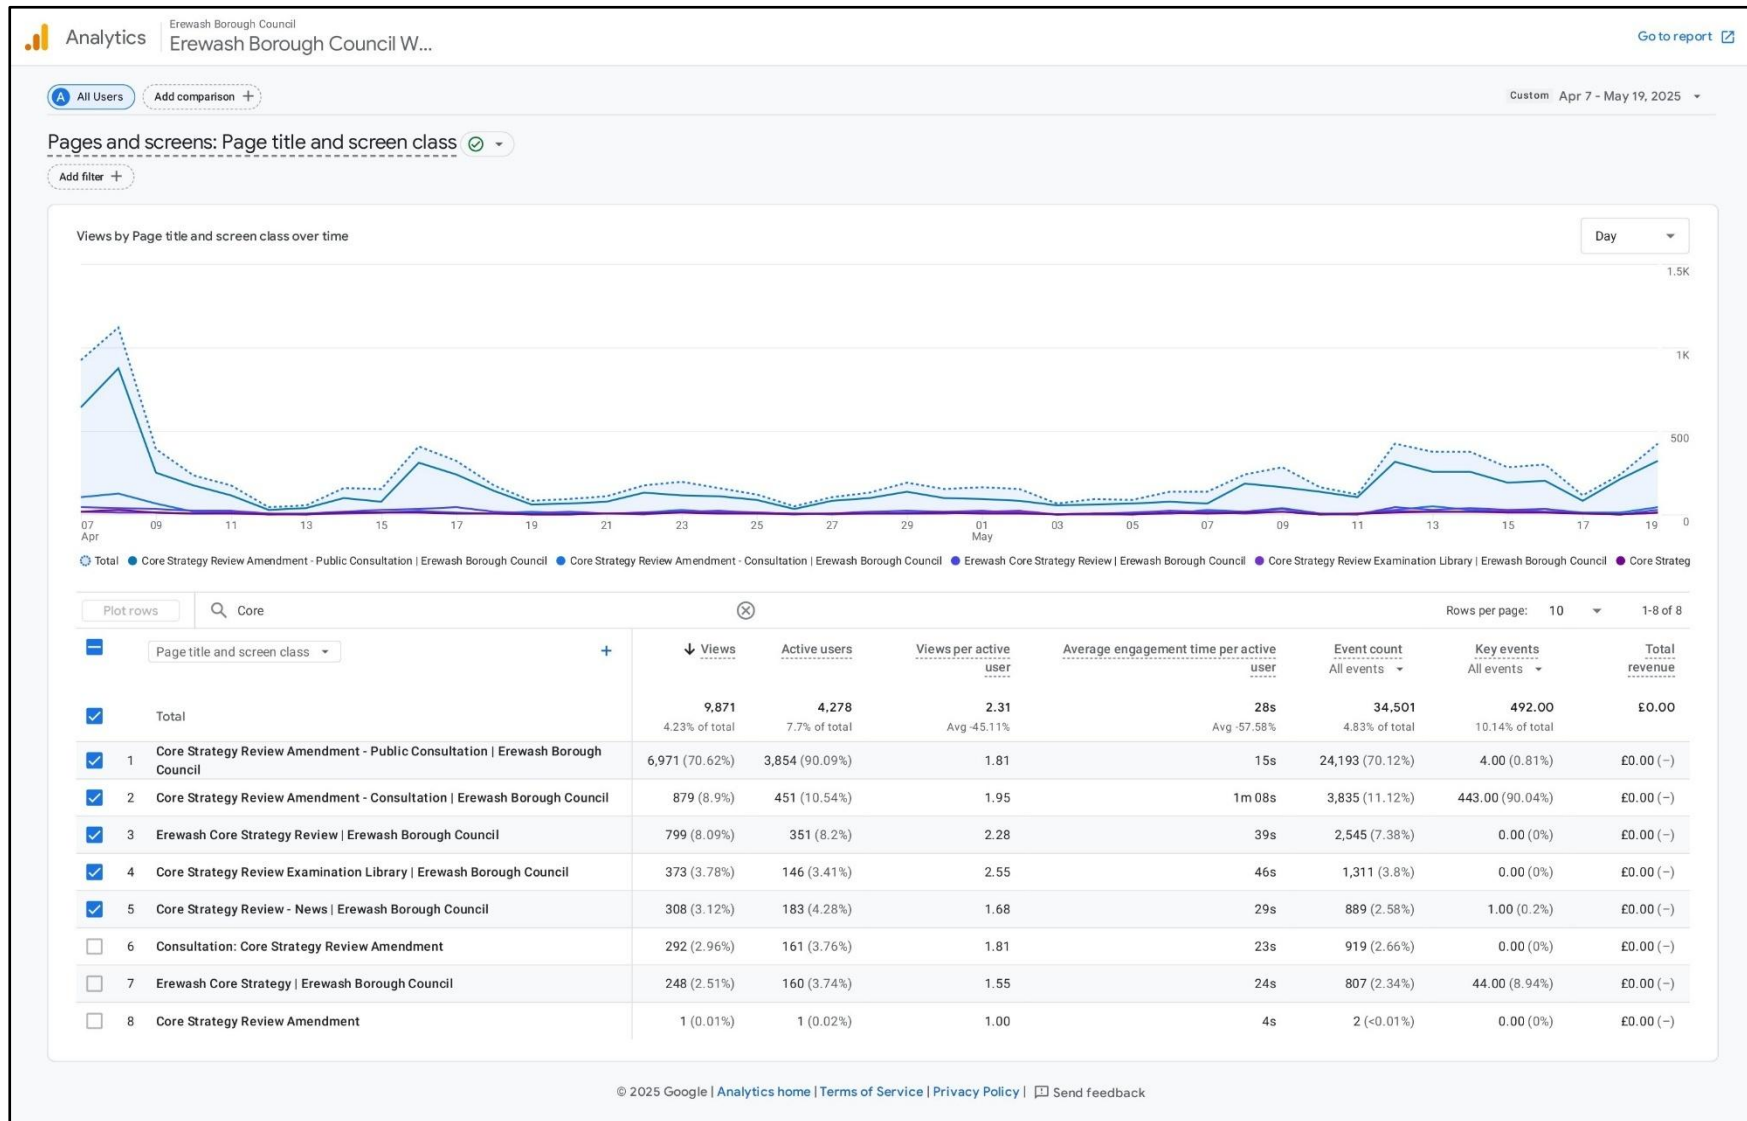 Analytics
Erewash Borough Council
Erewash Borough Council W...
Go to report
A All Users
Add comparison +
Custom Apr 7 - May 19, 2025
Pages and screens: Page title and screen class
Add filter +
Views by Page title and screen class over time
Day
1.5K
1K
500
0
07 09 11 13 15 17 19 21 23 25 27 29 01 03 05 07 09 11 13 15 17 19
Apr May
Total Core Strategy Review Amendment - Public Consultation | Erewash Borough Council Core Strategy Review Amendment - Consultation | Erewash Borough Council Erewash Core Strategy Review | Erewash Borough Council Core Strategy Review Examination Library | Erewash Borough Council Core Strateg
Plot rows
Core
Rows per page: 10 1-8 of 8
Page title and screen class +
Views Active users Views per active Average engagement time per active Event count Key events Total
user user All events All events revenue
Total 9,871 4,278 2.31 28s 34,501 492.00 £0.00
4.23% of total 7.7% of total Avg -45.11% Avg -57.58% 4.83% of total 10.14% of total
1 Core Strategy Review Amendment - Public Consultation | Erewash Borough
Council 6,971 (70.62%) 3,854 (90.09%) 1.81 15s 24,193 (70.12%) 4.00 (0.81%) £0.00 (–)
2 Core Strategy Review Amendment - Consultation | Erewash Borough Council 879 (8.9%) 451 (10.54%) 1.95 1m 08s 3,835 (11.12%) 443.00 (90.04%) £0.00 (–)
3 Erewash Core Strategy Review | Erewash Borough Council 799 (8.09%) 351 (8.2%) 2.28 39s 2,545 (7.38%) 0.00 (0%) £0.00 (–)
4 Core Strategy Review Examination Library | Erewash Borough Council 373 (3.78%) 146 (3.41%) 2.55 46s 1,311 (3.8%) 0.00 (0%) £0.00 (–)
5 Core Strategy Review - News | Erewash Borough Council 308 (3.12%) 183 (4.28%) 1.68 29s 889 (2.58%) 1.00 (0.2%) £0.00 (–)
6 Consultation: Core Strategy Review Amendment 292 (2.96%) 161 (3.76%) 1.81 23s 919 (2.66%) 0.00 (0%) £0.00 (–)
7 Erewash Core Strategy | Erewash Borough Council 248 (2.51%) 160 (3.74%) 1.55 24s 807 (2.34%) 44.00 (8.94%) £0.00 (–)
8 Core Strategy Review Amendment 1 (0.01%) 1 (0.02%) 1.00 4s 2 (<0.01%) 0.00 (0%) £0.00 (–)
© 2025 Google | Analytics home | Terms of Service | Privacy Policy | Send feedback